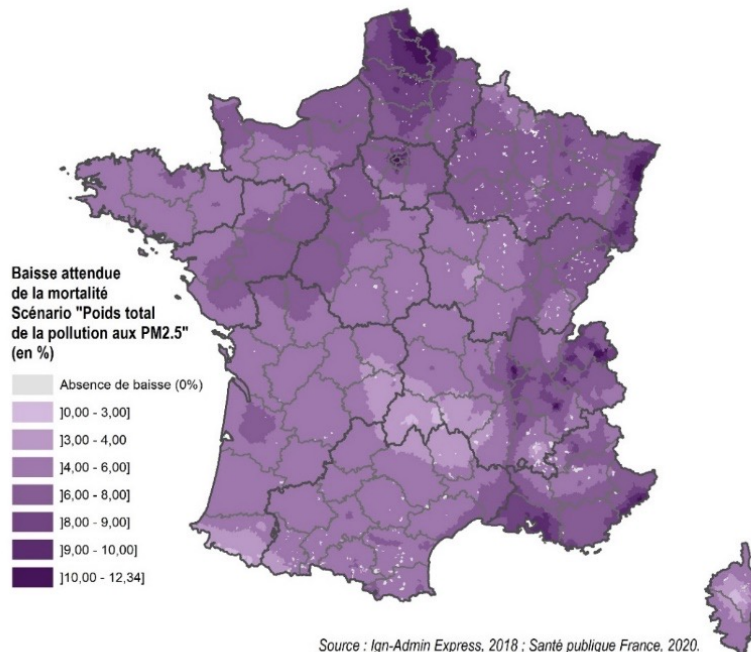 Baisse attendue
de la mortalité
Scénario "Poids total
de la pollution aux PM2.5"
(en %)
Absence de baisse (0%)
]0,00 - 3,00]
]3,00 - 4,00
]4,00 - 6,00]
]6,00 - 8,00]
]8,00 - 9,00]
]9,00 - 10,00]
]10,00 - 12,34]
Source : Ign-Admin Express, 2018 ; Santé publique France, 2020.